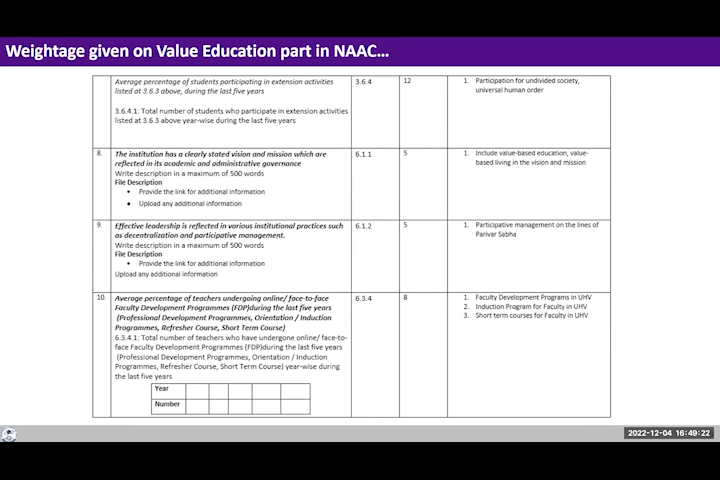 Weightage given on Value Education part in NAAC...
Average percentage of students participating in extension activities
listed at 3.6.3 above, during the last five years
3.6.4.1: Total number of students who participate in extension activities
listed at 3.6.3 above year-wise during the last five years
3.6.4
12
1. Participation for undivided society,
universal human order
8.
The institution has a clearly stated vision and mission which are
reflected in its academic and administrative governance
Write description in a maximum of 500 words
File Description
• Provide the link for additional information
• Upload any additional information
6.1.1
5
1. Include value-based education, value-
based living in the vision and mission
9.
Effective leadership is reflected in various institutional practices such
as decentralization and participative management.
Write description in a maximum of 500 words
File Description
• Provide the link for additional information
Upload any additional information
6.1.2
5
1. Participative management on the lines of
Parivar Sabha
10.
Average percentage of teachers undergoing online/ face-to-face
Faculty Development Programmes (FDP)during the last five years
(Professional Development Programmes, Orientation / Induction
Programmes, Refresher Course, Short Term Course)
6.3.4.1: Total number of teachers who have undergone online/ face-to-
face Faculty Development Programmes (FDP)during the last five years
(Professional Development Programmes, Orientation / Induction
Programmes, Refresher Course, Short Term Course) year-wise during
the last five years
Year
Number
6.3.4
8
1. Faculty Development Programs in UHV
2. Induction Program for Faculty in UHV
3. Short term courses for Faculty in UHV
2022-12-04 16:49:22